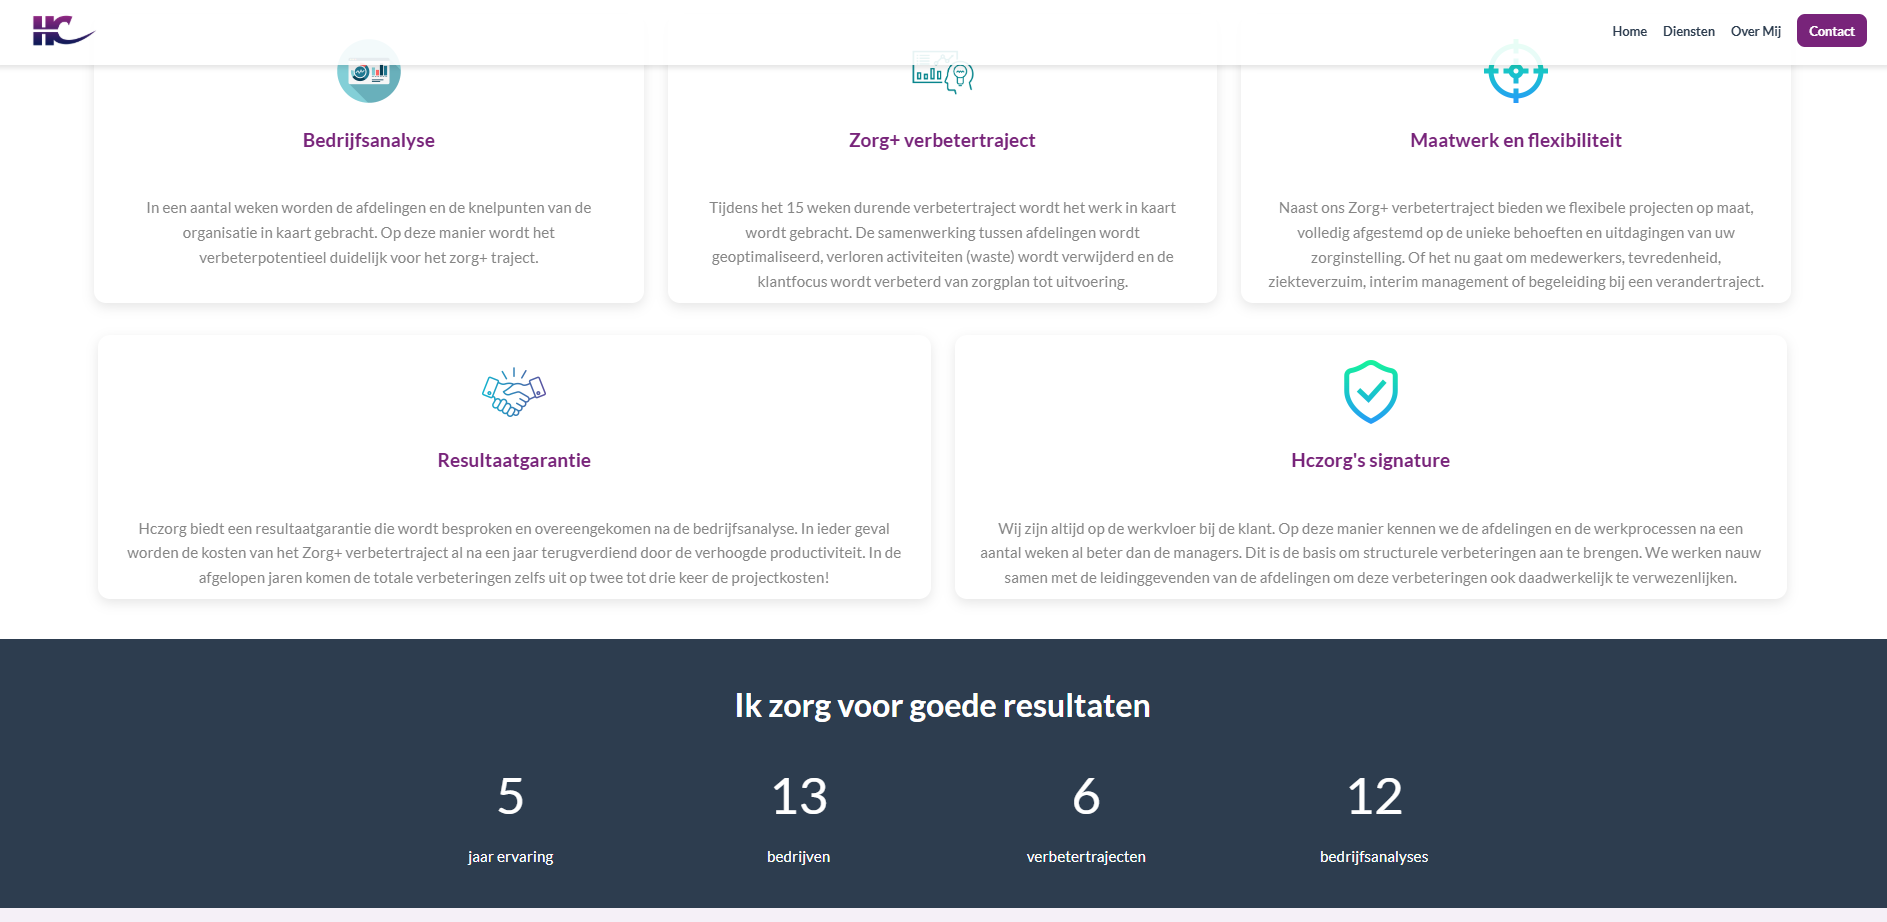 HC
Home
Diensten
Over Mij
Contact
Bedrijfsanalyse
In een aantal weken worden de afdelingen en de knelpunten van de
organisatie in kaart gebracht. Op deze manier wordt het
verbeterpotentieel duidelijk voor het zorg+ traject.
Zorg+ verbetertraject
Tijdens het 15 weken durende verbetertraject wordt het werk in kaart
wordt gebracht. De samenwerking tussen afdelingen wordt
geoptimaliseerd, verloren activiteiten (waste) wordt verwijderd en de
klantfocus wordt verbeterd van zorgplan tot uitvoering.
Maatwerk en flexibiliteit
Naast ons Zorg+ verbetertraject bieden we flexibele projecten op maat,
volledig afgestemd op de unieke behoeften en uitdagingen van uw
zorginstelling. Of het nu gaat om medewerkers, tevredenheid,
ziekteverzuim, interim management of begeleiding bij een verandertraject.
Resultaatgarantie
Hczorg biedt een resultaatgarantie die wordt besproken en overeengekomen na de bedrijfsanalyse. In ieder geval
worden de kosten van het Zorg+ verbetertraject al na een jaar terugverdiend door de verhoogde productiviteit. In de
afgelopen jaren komen de totale verbeteringen zelfs uit op twee tot drie keer de projectkosten!
Hczorg's signature
Wij zijn altijd op de werkvloer bij de klant. Op deze manier kennen we de afdelingen en de werkprocessen na een
aantal weken al beter dan de managers. Dit is de basis om structurele verbeteringen aan te brengen. We werken nauw
samen met de leidinggevenden van de afdelingen om deze verbeteringen ook daadwerkelijk te verwezenlijken.
Ik zorg voor goede resultaten
5
jaar ervaring
13
bedrijven
6
verbetertrajecten
12
bedrijfsanalyses